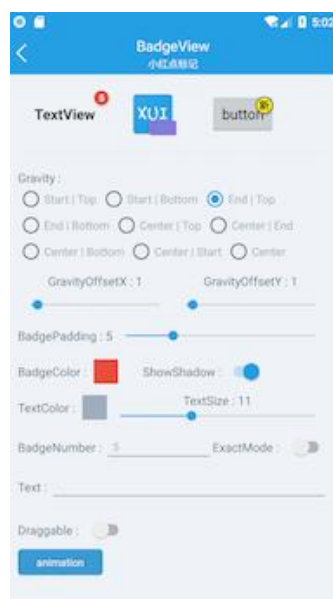 5:02
BadgeView
小红点标记
5
TextView
XUI
button
新
Gravity :
Start | Top
Start | Bottom
End | Top
End | Bottom
Center | Top
Center | End
Center | Bottom
Center | Start
Center
GravityOffsetX : 1
GravityOffsetY : 1
BadgePadding : 5
BadgeColor :
ShowShadow :
TextColor :
TextSize : 11
BadgeNumber : 5
ExactMode :
Text :
Draggable :
animation